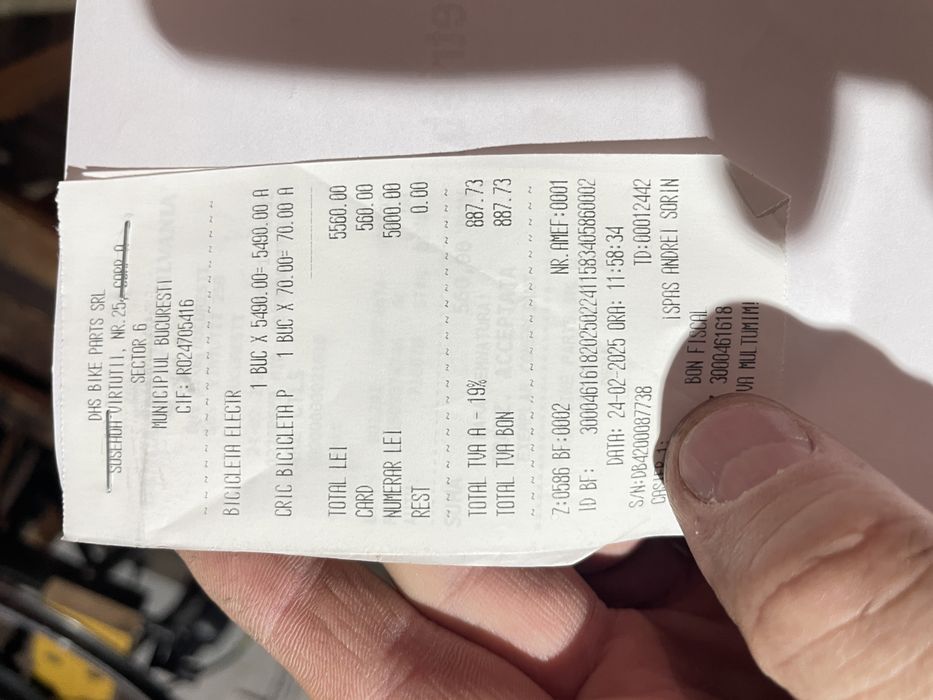 DHS BIKE PARTS SRL
SOSEAUA VIRTUTII, NR.25, CORP A
SECTOR 6
MUNICIPIUL BUCURESTI
CIF: RO24705416
BICICLETA ELECTR
1 BUC X 5490.00= 5490.00 A
CRIC BICICLETA P 1 BUC X 70.00= 70.00 A
TOTAL LEI 5560.00
CARD 560.00
NUMERAR LEI 5000.00
REST 0.00
TOTAL TVA A - 19% 887.73
TOTAL TVA BON 887.73
Z:0586 BF:0002 NR.AMEF:0001
ID BF: 30004616182025022411583405860002
DATA: 24-02-2025 ORA: 11:58:34
S/N:DB4200087738 TD:00012442
CASIER 1: ISPAS ANDREI SORIN
BON FISCAL
3000461618
VA MULTUMIM!